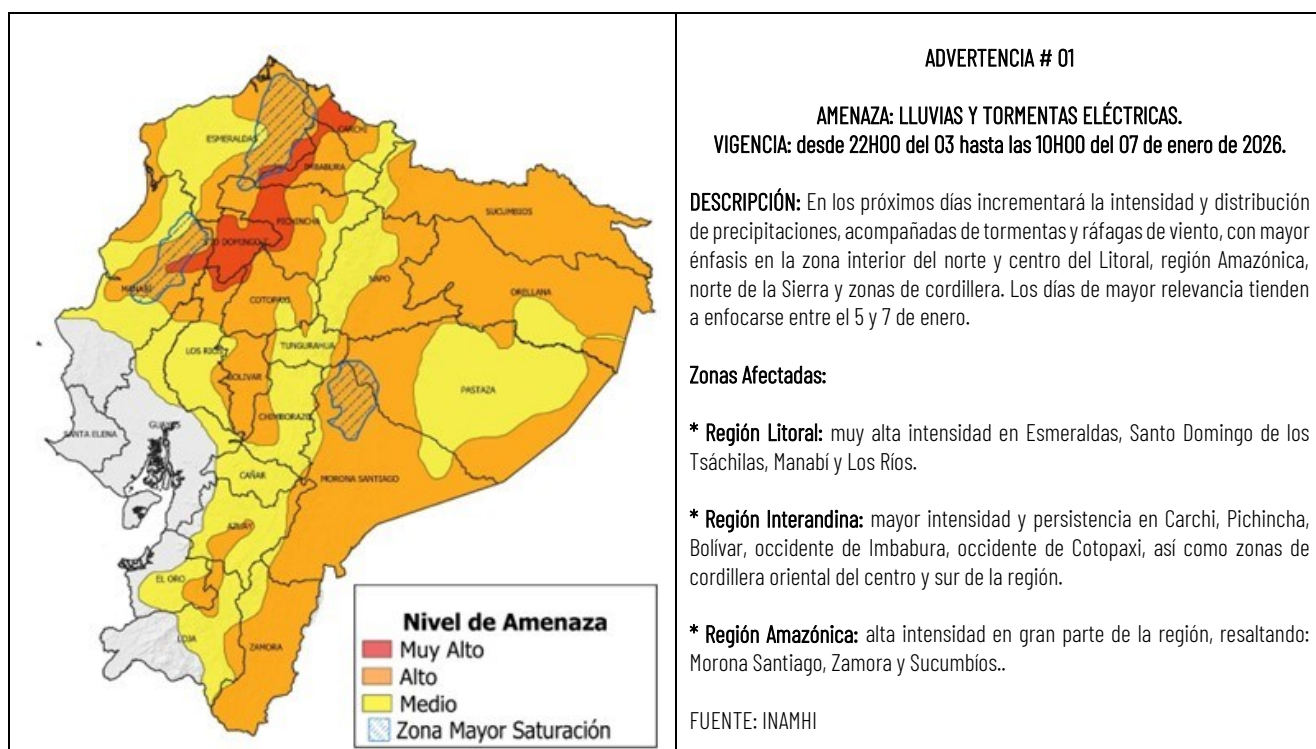 ESMERALDAS
CARCHI
IMBABURA
SUCUMBIOS
PICHINCHA
STO DOMINGO T
MANABÍ
COTOPAXI
NAPO
ORELLANA
LOS RIOS
TUNGURAHUA
BOLIVAR
PASTAZA
CHIMBORAZO
SANTA ELENA
GUAYAS
CAÑAR
MORONA SANTIAGO
AZUAY
EL ORO
LOJA
ZAMORA
Nivel de Amenaza
Muy Alto
Alto
Medio
Zona Mayor Saturación
ADVERTENCIA # 01
AMENAZA: LLUVIAS Y TORMENTAS ELÉCTRICAS.
VIGENCIA: desde 22H00 del 03 hasta las 10H00 del 07 de enero de 2026.
DESCRIPCIÓN: En los próximos días incrementará la intensidad y distribución
de precipitaciones, acompañadas de tormentas y ráfagas de viento, con mayor
énfasis en la zona interior del norte y centro del Litoral, región Amazónica,
norte de la Sierra y zonas de cordillera. Los días de mayor relevancia tienden
a enfocarse entre el 5 y 7 de enero.
Zonas Afectadas:
* Región Litoral: muy alta intensidad en Esmeraldas, Santo Domingo de los
Tsáchilas, Manabí y Los Ríos.
* Región Interandina: mayor intensidad y persistencia en Carchi, Pichincha,
Bolívar, occidente de Imbabura, occidente de Cotopaxi, así como zonas de
cordillera oriental del centro y sur de la región.
* Región Amazónica: alta intensidad en gran parte de la región, resaltando:
Morona Santiago, Zamora y Sucumbíos..
FUENTE: INAMHI